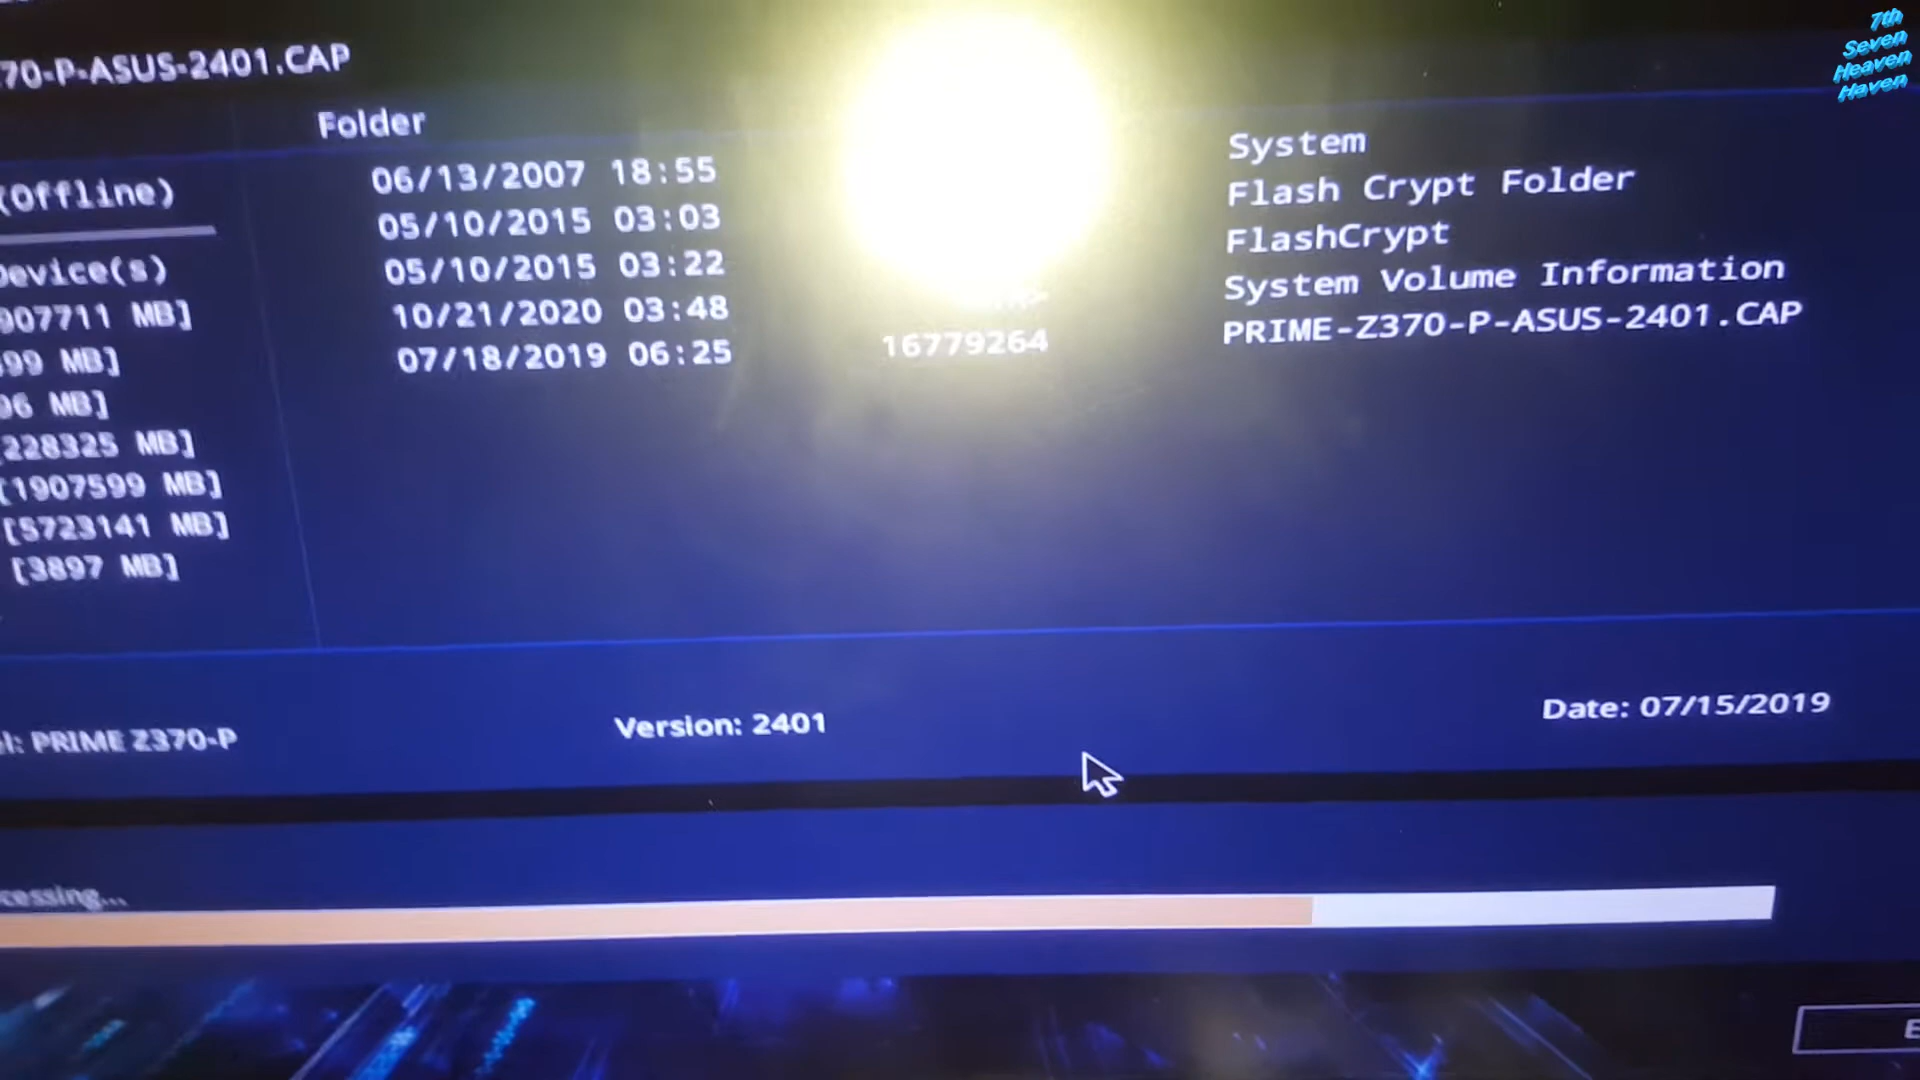 7th
Seven
Heaven
Haven
70-P-ASUS-2401.CAP
Folder
(Offline)
Device(s)
907711 MB]
99 MB]
96 MB]
[228325 MB]
[1907599 MB]
[5723141 MB]
[3897 MB]
06/13/2007 18:55 System
05/10/2015 03:03 Flash Crypt Folder
05/10/2015 03:22 FlashCrypt
10/21/2020 03:48 System Volume Information
07/18/2019 06:25 16779264 PRIME-Z370-P-ASUS-2401.CAP
l: PRIME Z370-P Version: 2401 Date: 07/15/2019
cessing...